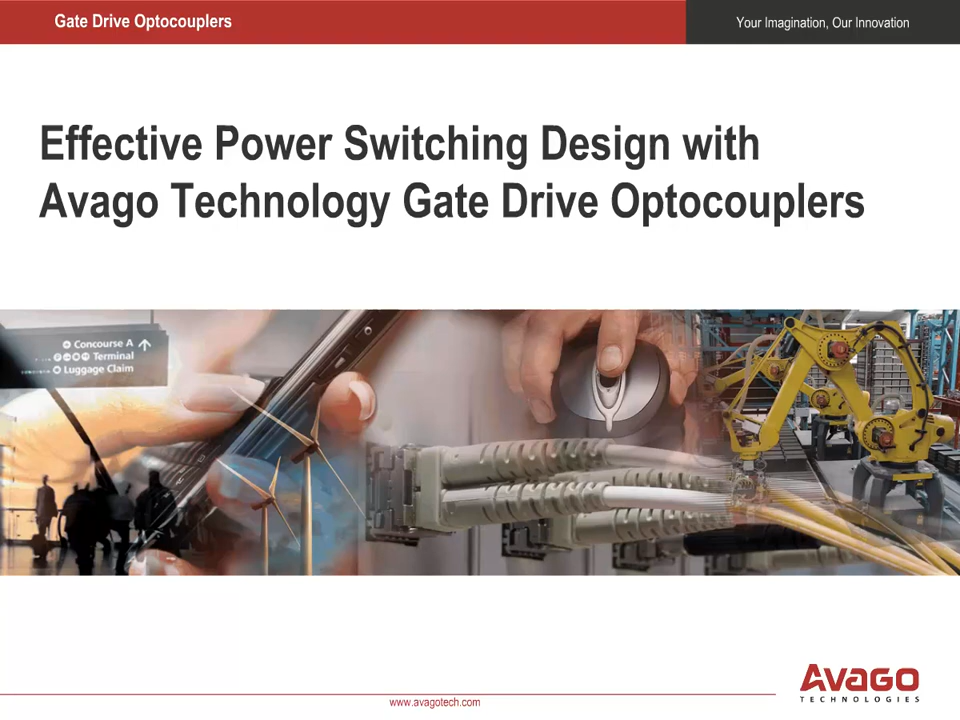 Gate Drive Optocouplers
Your Imagination, Our Innovation
Effective Power Switching Design with
Avago Technology Gate Drive Optocouplers
Concourse A
Terminal
Luggage Claim
AVAGO
TECHNOLOGIES
www.avagotech.com